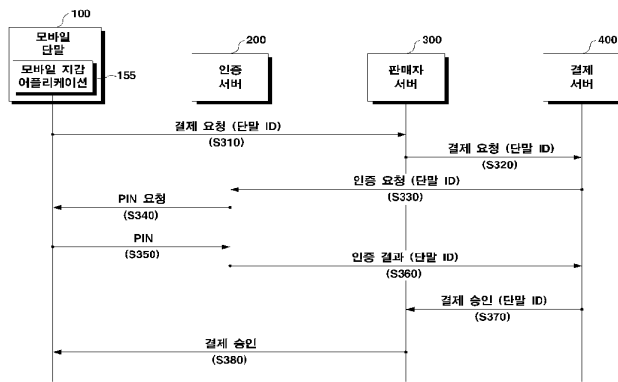 100
200
300
400
모바일
단말
모바일 지갑
어플리케이션
155
인증
서버
판매자
서버
결제
서버
결제 요청 (단말 ID)
(S310)
결제 요청 (단말 ID)
(S320)
인증 요청 (단말 ID)
(S330)
PIN 요청
(S340)
PIN
(S350)
인증 결과 (단말 ID)
(S360)
결제 승인 (단말 ID)
(S370)
결제 승인
(S380)